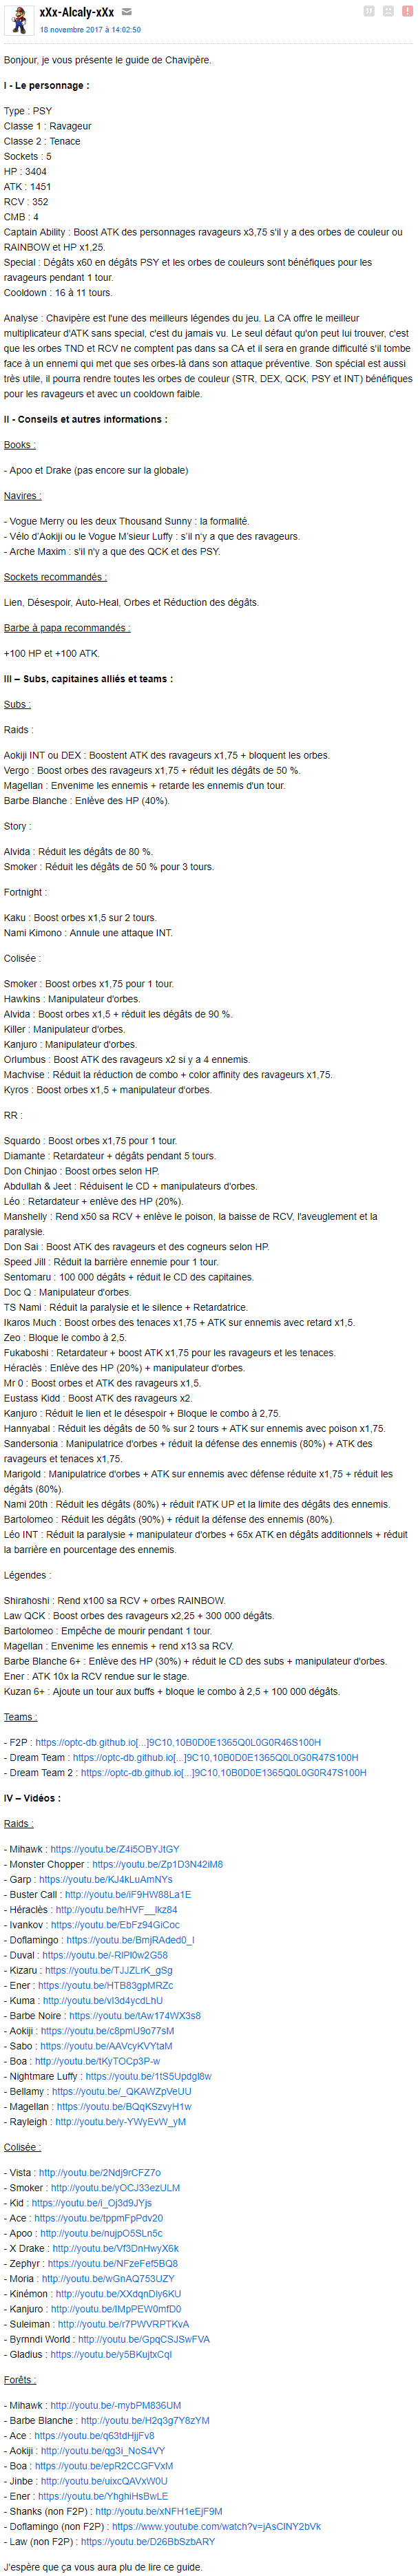 xXx-Alcaly-xXx
18 novembre 2017 à 14:02:50
Bonjour, je vous présente le guide de Chavipère.
I - Le personnage :
Type : PSY
Classe 1 : Ravageur
Classe 2 : Tenace
Sockets : 5
HP : 3404
ATK : 1451
RCV : 352
CMB : 4
Captain Ability : Boost ATK des personnages ravageurs x3,75 s'il y a des orbes de couleur ou
RAINBOW et HP x1,25.
Special : Dégâts x60 en dégâts PSY et les orbes de couleurs sont bénéfiques pour les
ravageurs pendant 1 tour.
Cooldown : 16 à 11 tours.
Analyse : Chavipère est l'une des meilleurs légendes du jeu. La CA offre le meilleur
multiplicateur d'ATK sans special, c'est du jamais vu. Le seul défaut qu'on peut lui trouver, c'est
que les orbes TND et RCV ne comptent pas dans sa CA et il sera en grande difficulté s'il tombe
face à un ennemi qui met que ses orbes-là dans son attaque préventive. Son spécial est aussi
très utile, il pourra rendre toutes les orbes de couleur (STR, DEX, QCK, PSY et INT) bénéfiques
pour les ravageurs et avec un cooldown faible.
II - Conseils et autres informations :
Books :
- Apoo et Drake (pas encore sur la globale)
Navires :
- Vogue Merry ou les deux Thousand Sunny : la formalité.
- Vélo d'Aokiji ou le Vogue M'sieur Luffy : s'il n'y a que des ravageurs.
- Arche Maxim : s'il n'y a que des QCK et des PSY.
Sockets recommandés :
Lien, Désespoir, Auto-Heal, Orbes et Réduction des dégâts.
Barbe à papa recommandés :
+100 HP et +100 ATK.
III – Subs, capitaines alliés et teams :
Subs :
Raids :
Aokiji INT ou DEX : Boostent ATK des ravageurs x1,75 + bloquent les orbes.
Vergo : Boost orbes des ravageurs x1,75 + réduit les dégâts de 50 %.
Magellan : Envenime les ennemis + retarde les ennemis d'un tour.
Barbe Blanche : Enlève des HP (40%).
Story :
Alvida : Réduit les dégâts de 80 %.
Smoker : Réduit les dégâts de 50 % pour 3 tours.
Fortnight :
Kaku : Boost orbes x1,5 sur 2 tours.
Nami Kimono : Annule une attaque INT.
Colisée :
Smoker : Boost orbes x1,75 pour 1 tour.
Hawkins : Manipulateur d'orbes.
Alvida : Boost orbes x1,5 + réduit les dégâts de 90 %.
Killer : Manipulateur d'orbes.
Kanjuro : Manipulateur d'orbes.
Orlumbus : Boost ATK des ravageurs x2 si y a 4 ennemis.
Machvise : Réduit la réduction de combo + color affinity des ravageurs x1,75.
Kyros : Boost orbes x1,5 + manipulateur d'orbes.
RR :
Squardo : Boost orbes x1,75 pour 1 tour.
Diamante : Retardateur + dégâts pendant 5 tours.
Don Chinjao : Boost orbes selon HP.
Abdullah & Jeet : Réduisent le CD + manipulateurs d'orbes.
Léo : Retardateur + enlève des HP (20%).
Manshelly : Rend x50 sa RCV + enlève le poison, la baisse de RCV, l'aveuglement et la
paralysie.
Don Sai : Boost ATK des ravageurs et des cogneurs selon HP.
Speed Jill : Réduit la barrière ennemie pour 1 tour.
Sentomaru : 100 000 dégâts + réduit le CD des capitaines.
Doc Q : Manipulateur d'orbes.
TS Nami : Réduit la paralysie et le silence + Retardatrice.
Ikaros Much : Boost orbes des tenaces x1,75 + ATK sur ennemis avec retard x1,5.
Zeo : Bloque le combo à 2,5.
Fukaboshi : Retardateur + boost ATK x1,75 pour les ravageurs et les tenaces.
Héraclès : Enlève des HP (20%) + manipulateur d'orbes.
Mr 0 : Boost orbes et ATK des ravageurs x1,5.
Eustass Kidd : Boost ATK des ravageurs x2.
Kanjuro : Réduit le lien et le désespoir + Bloque le combo à 2,75.
Hannyabal : Réduit les dégâts de 50 % sur 2 tours + ATK sur ennemis avec poison x1,75.
Sandersonia : Manipulatrice d'orbes + réduit la défense des ennemis (80%) + ATK des
ravageurs et tenaces x1,75.
Marigold : Manipulatrice d'orbes + ATK sur ennemis avec défense réduite x1,75 + réduit les
dégâts (80%).
Nami 20th : Réduit les dégâts (80%) + réduit l'ATK UP et la limite des dégâts des ennemis.
Bartolomeo : Réduit les dégâts (90%) + réduit la défense des ennemis (80%).
Léo INT : Réduit la paralysie + manipulateur d'orbes + 65x ATK en dégâts additionnels + réduit
la barrière en pourcentage des ennemis.
Légendes :
Shirahoshi : Rend x100 sa RCV + orbes RAINBOW.
Law QCK : Boost orbes des ravageurs x2,25 + 300 000 dégâts.
Bartolomeo : Empêche de mourir pendant 1 tour.
Magellan : Envenime les ennemis + rend x13 sa RCV.
Barbe Blanche 6+ : Enlève des HP (30%) + réduit le CD des subs + manipulateur d'orbes.
Ener : ATK 10x la RCV rendue sur le stage.
Kuzan 6+ : Ajoute un tour aux buffs + bloque le combo à 2,5 + 100 000 dégâts.
Teams :
- F2P : https://optc-db.github.io[...]9C10,10B0D0E1365Q0L0G0R46S100H
- Dream Team : https://optc-db.github.io[...]9C10,10B0D0E1365Q0L0G0R47S100H
- Dream Team 2 : https://optc-db.github.io[...]9C10,10B0D0E1365Q0L0G0R47S100H
IV – Vidéos :
Raids :
- Mihawk : https://youtu.be/Z4i5OBYJtGY
- Monster Chopper : https://youtu.be/Zp1D3N42iM8
- Garp : https://youtu.be/KJ4kLuAmNYs
- Buster Call : http://youtu.be/iF9HW88La1E
- Héraclès : http://youtu.be/hHVF__lkz84
- Ivankov : https://youtu.be/EbFz94GiCoc
- Doflamingo : https://youtu.be/BmjRAded0_I
- Duval : https://youtu.be/-RlPl0w2G58
- Kizaru : https://youtu.be/TJJZLrK_gSg
- Ener : https://youtu.be/HTB83gpMRZc
- Kuma : http://youtu.be/vI3d4ycdLhU
- Barbe Noire : https://youtu.be/tAw174WX3s8
- Aokiji : https://youtu.be/c8pmU9o77sM
- Sabo : https://youtu.be/AAVcyKVYtaM
- Boa : http://youtu.be/tKyTOCp3P-w
- Nightmare Luffy : https://youtu.be/1tS5Updgl8w
- Bellamy : https://youtu.be/_QKAWZpVeUU
- Magellan : https://youtu.be/BQqKSzvyH1w
- Rayleigh : http://youtu.be/y-YWyEvW_yM
Colisée :
- Vista : http://youtu.be/2Ndj9rCFZ7o
- Smoker : http://youtu.be/yOCJ33ezULM
- Kid : https://youtu.be/i_Oj3d9JYjs
- Ace : https://youtu.be/tppmFpPdv20
- Apoo : http://youtu.be/nujpO5SLn5c
- X Drake : http://youtu.be/Vf3DnHwyX6k
- Zephyr : https://youtu.be/NFzeFef5BQ8
- Moria : http://youtu.be/wGnAQ753UZY
- Kinémon : http://youtu.be/XXdqnDly6KU
- Kanjuro : http://youtu.be/IMpPEW0mfD0
- Suleiman : http://youtu.be/r7PWVRPTKvA
- Byrnndi World : http://youtu.be/GpqCSJSwFVA
- Gladius : https://youtu.be/y5BKujtxCqI
Forêts :
- Mihawk : http://youtu.be/-mybPM836UM
- Barbe Blanche : http://youtu.be/H2q3g7Y8zYM
- Ace : https://youtu.be/q63tdHjjFv8
- Aokiji : http://youtu.be/qg3i_NoS4VY
- Boa : https://youtu.be/epR2CCGFVxM
- Jinbe : http://youtu.be/uixcQAVxW0U
- Ener : https://youtu.be/YhghiHsBwLE
- Shanks (non F2P) : http://youtu.be/xNFH1eEjF9M
- Doflamingo (non F2P) : https://www.youtube.com/watch?v=jAsClNY2bVk
- Law (non F2P) : https://youtu.be/D26BbSzbARY
J'espère que ça vous aura plu de lire ce guide.